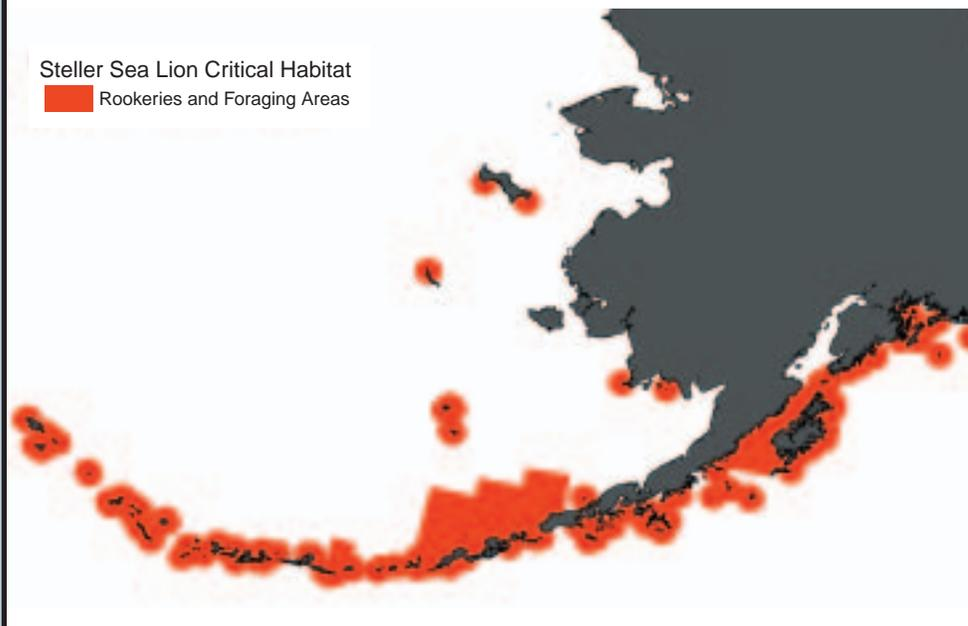 Steller Sea Lion Critical Habitat
Rookeries and Foraging Areas